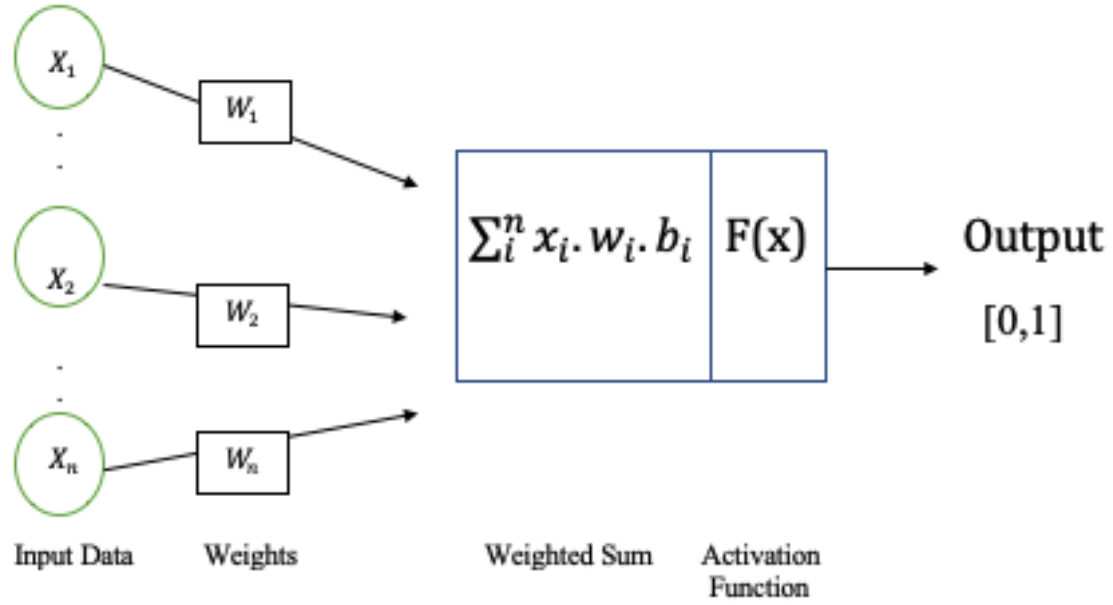 X₁
W₁
∑ᵢⁿ xᵢ. wᵢ. bᵢ
F(x)
Output
[0,1]
X₂
W₂
Xₙ
Wₙ
Input Data
Weights
Weighted Sum
Activation
Function